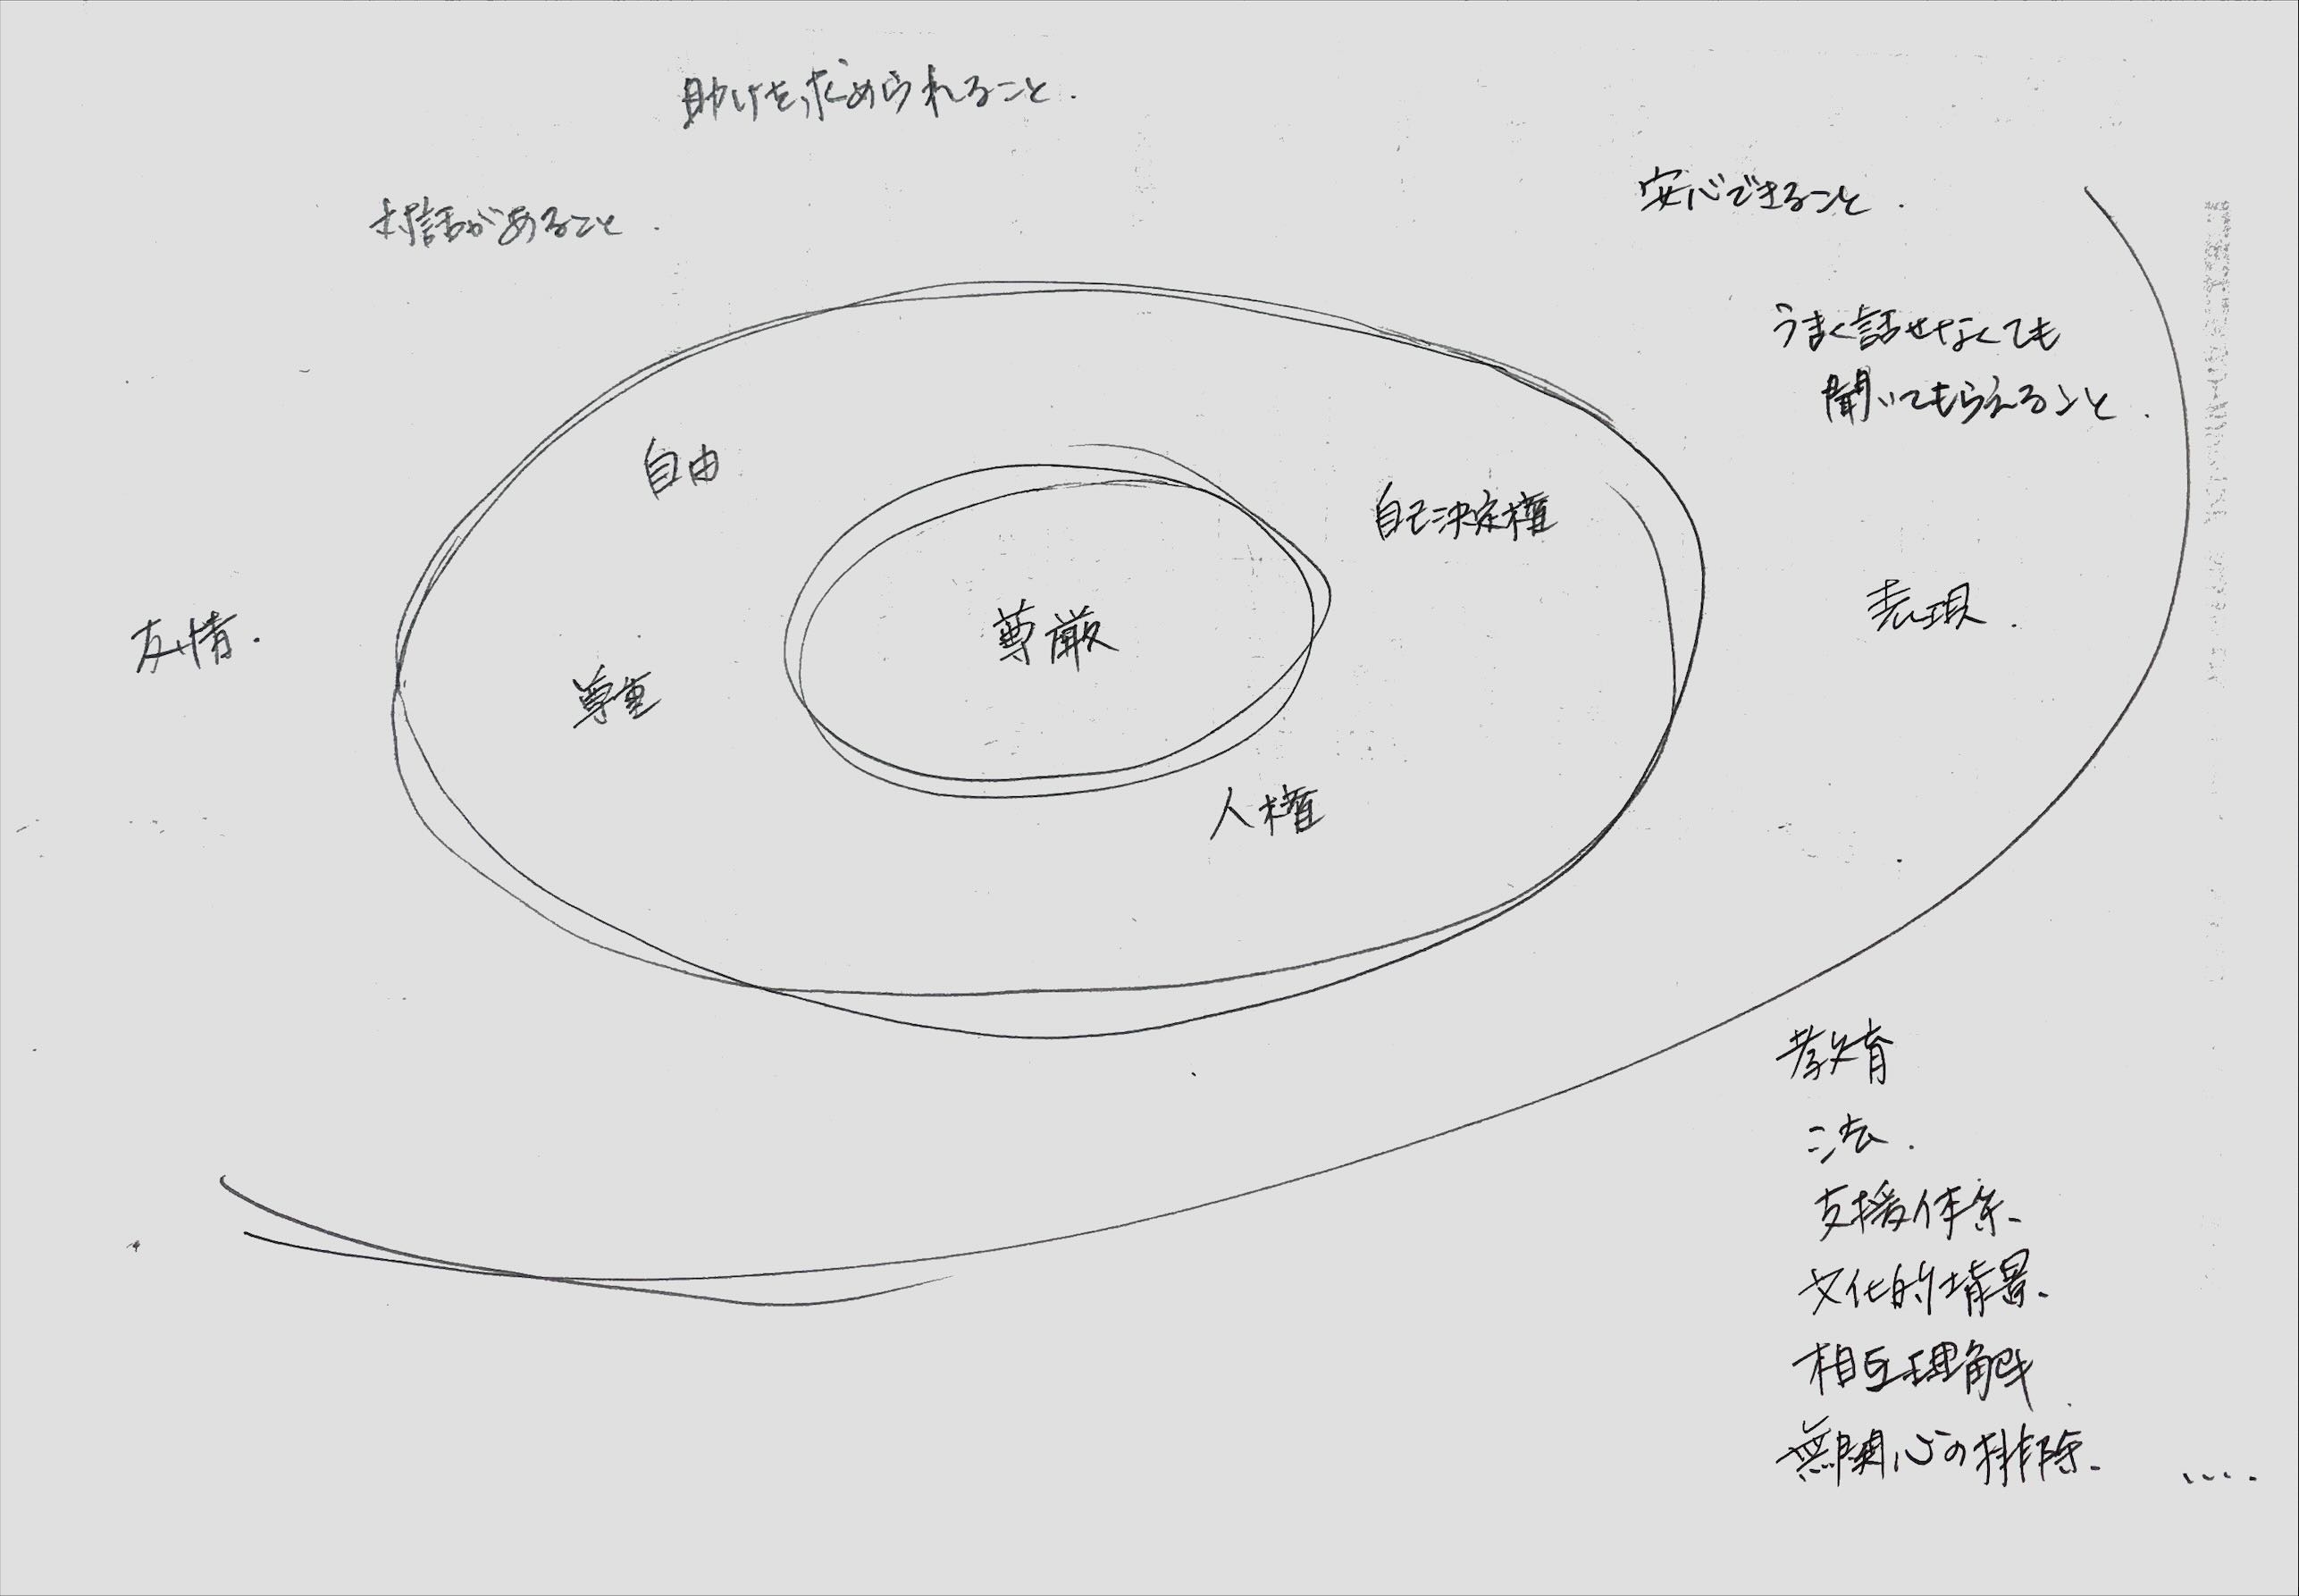 助けを求められること.
対話があること.
安心できること.
うまく話せなくても
聞いてもらえること.
自由
自己決定権
友情.
尊厳
表現.
尊重
人権
教育
法.
支援体系、
文化的背景、
相互理解
無関心の排除、 ....